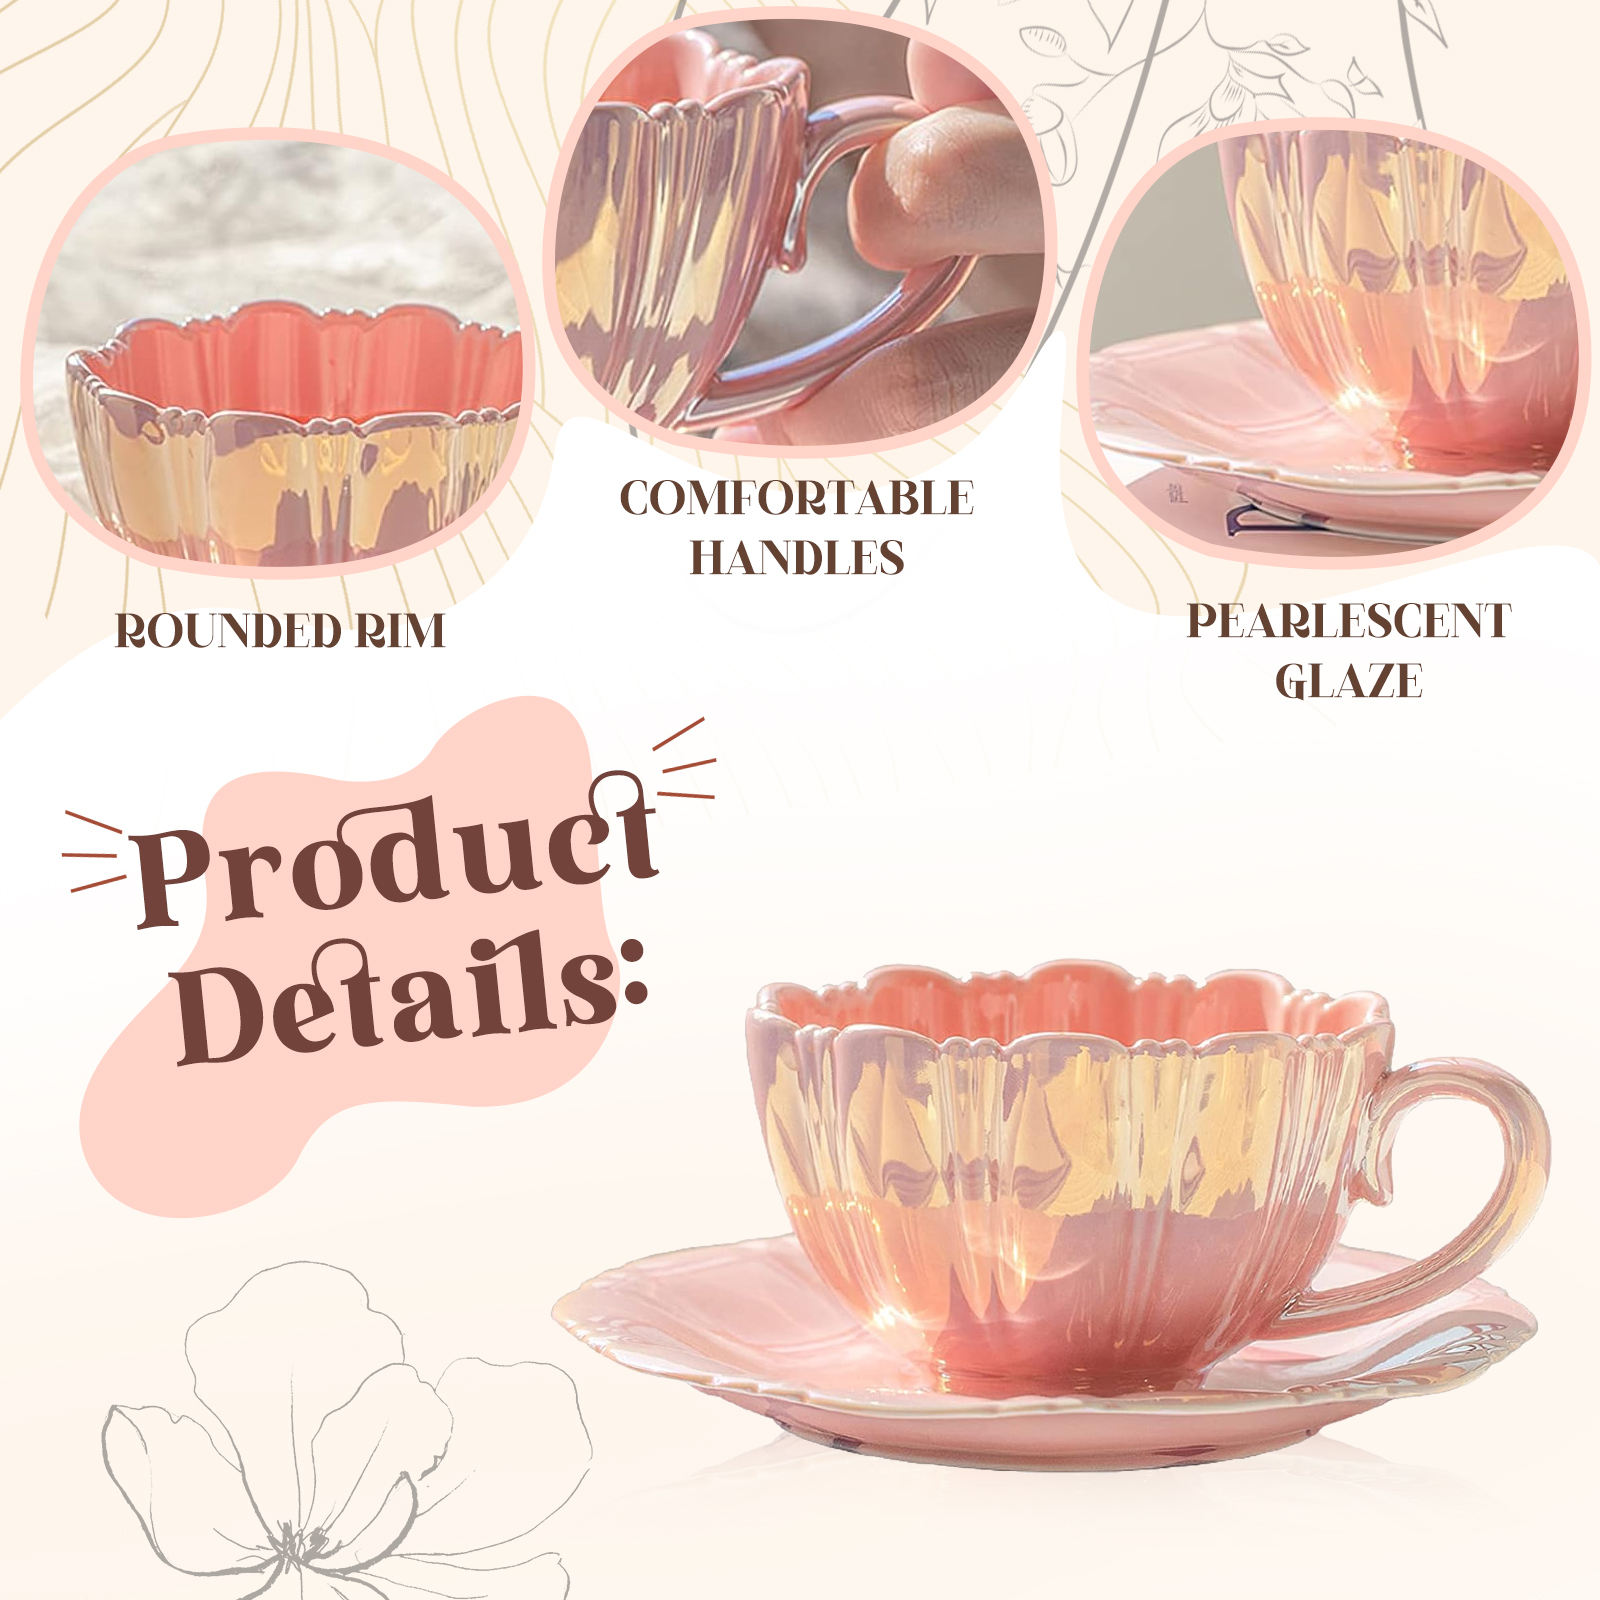 ROUNDED RIM
COMFORTABLE
HANDLES
PEARLESCENT
GLAZE
Product
Details: